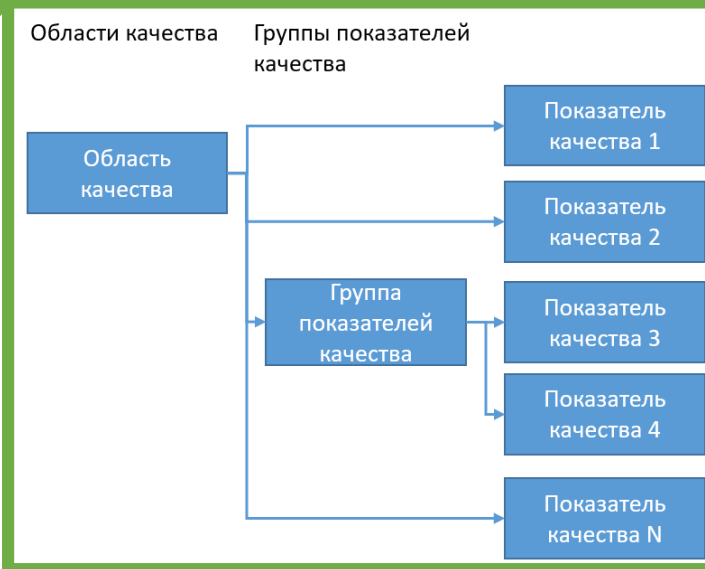 Области качества
Группы показателей
качества
Показатель
качества 1
Область
качества
Показатель
качества 2
Группа
показателей
качества
Показатель
качества 3
Показатель
качества 4
Показатель
качества N